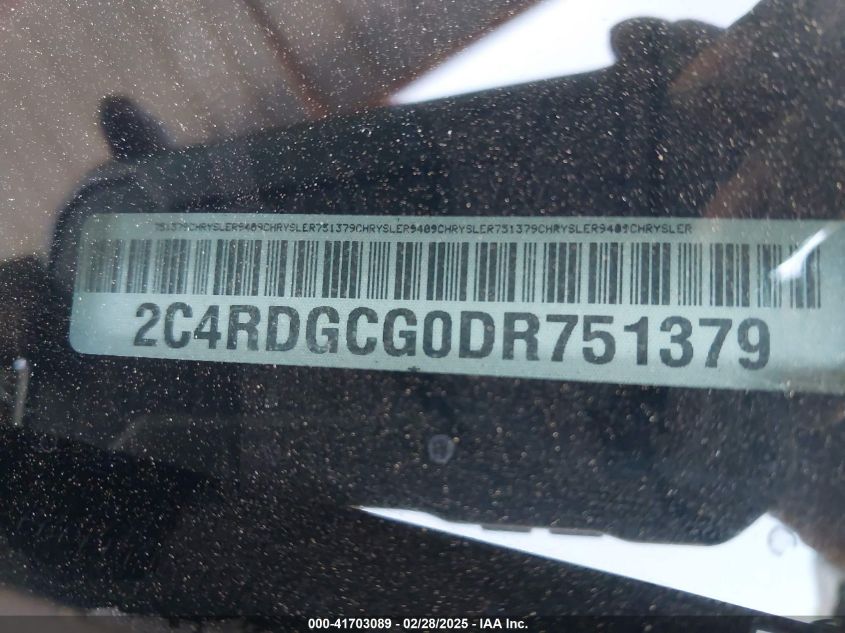 751379CHRYSLER9409CHRYSLER751379CHRYSLER9409CHRYSLER751379CHRYSLER9409CHRYSLER
2C4RDGCG0DR751379
000-41703089 - 02/28/2025 - IAA Inc.